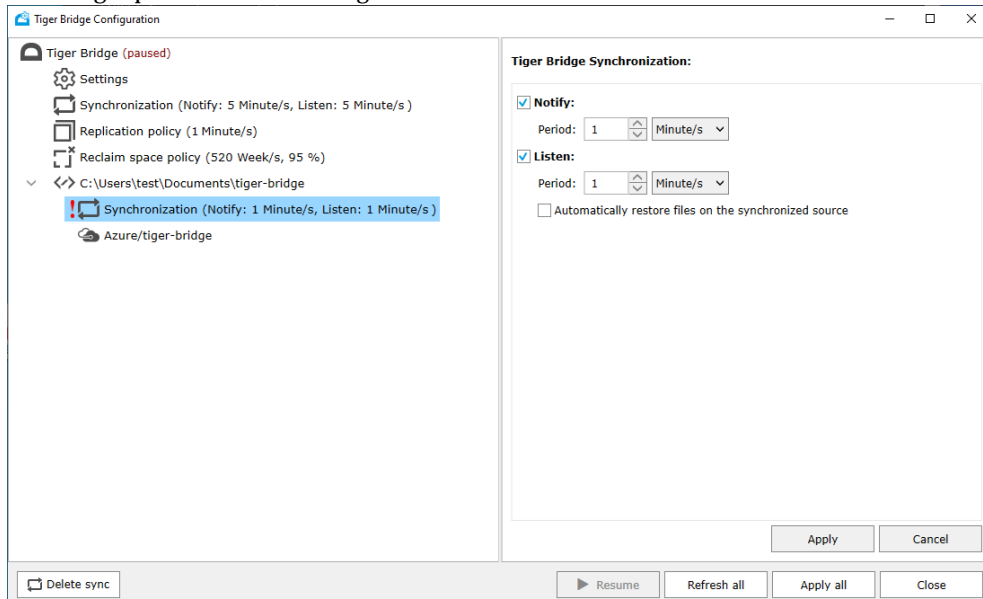 Tiger Bridge Configuration
Tiger Bridge (paused)
Settings
Synchronization (Notify: 5 Minute/s, Listen: 5 Minute/s )
Replication policy (1 Minute/s)
Reclaim space policy (520 Week/s, 95 %)
C:\Users\test\Documents\tiger-bridge
! Synchronization (Notify: 1 Minute/s, Listen: 1 Minute/s )
Azure/tiger-bridge
Tiger Bridge Synchronization:
Notify:
Period: 1 Minute/s
Listen:
Period: 1 Minute/s
Automatically restore files on the synchronized source
Apply Cancel
Delete sync Resume Refresh all Apply all Close